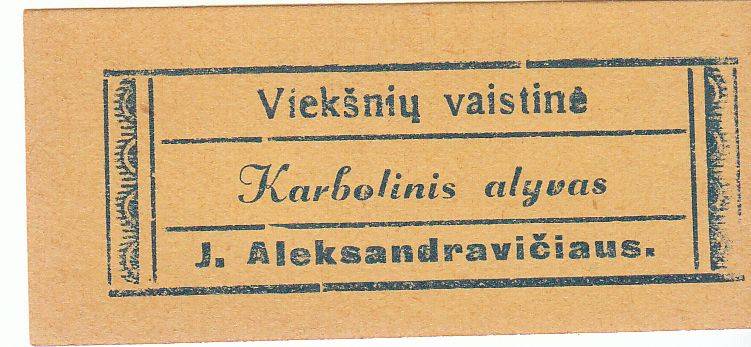 Viekšnių vaistinė
Karbolinis alyvas
J. Aleksandravičiaus.